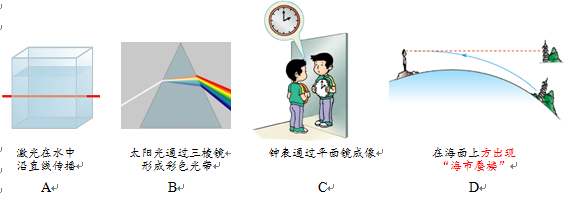 激光在水中
沿直线传播
A
太阳光通过三棱镜
形成彩色光带
B
钟表通过平面镜成像
C
在海面上方出现
“海市蜃楼”
D